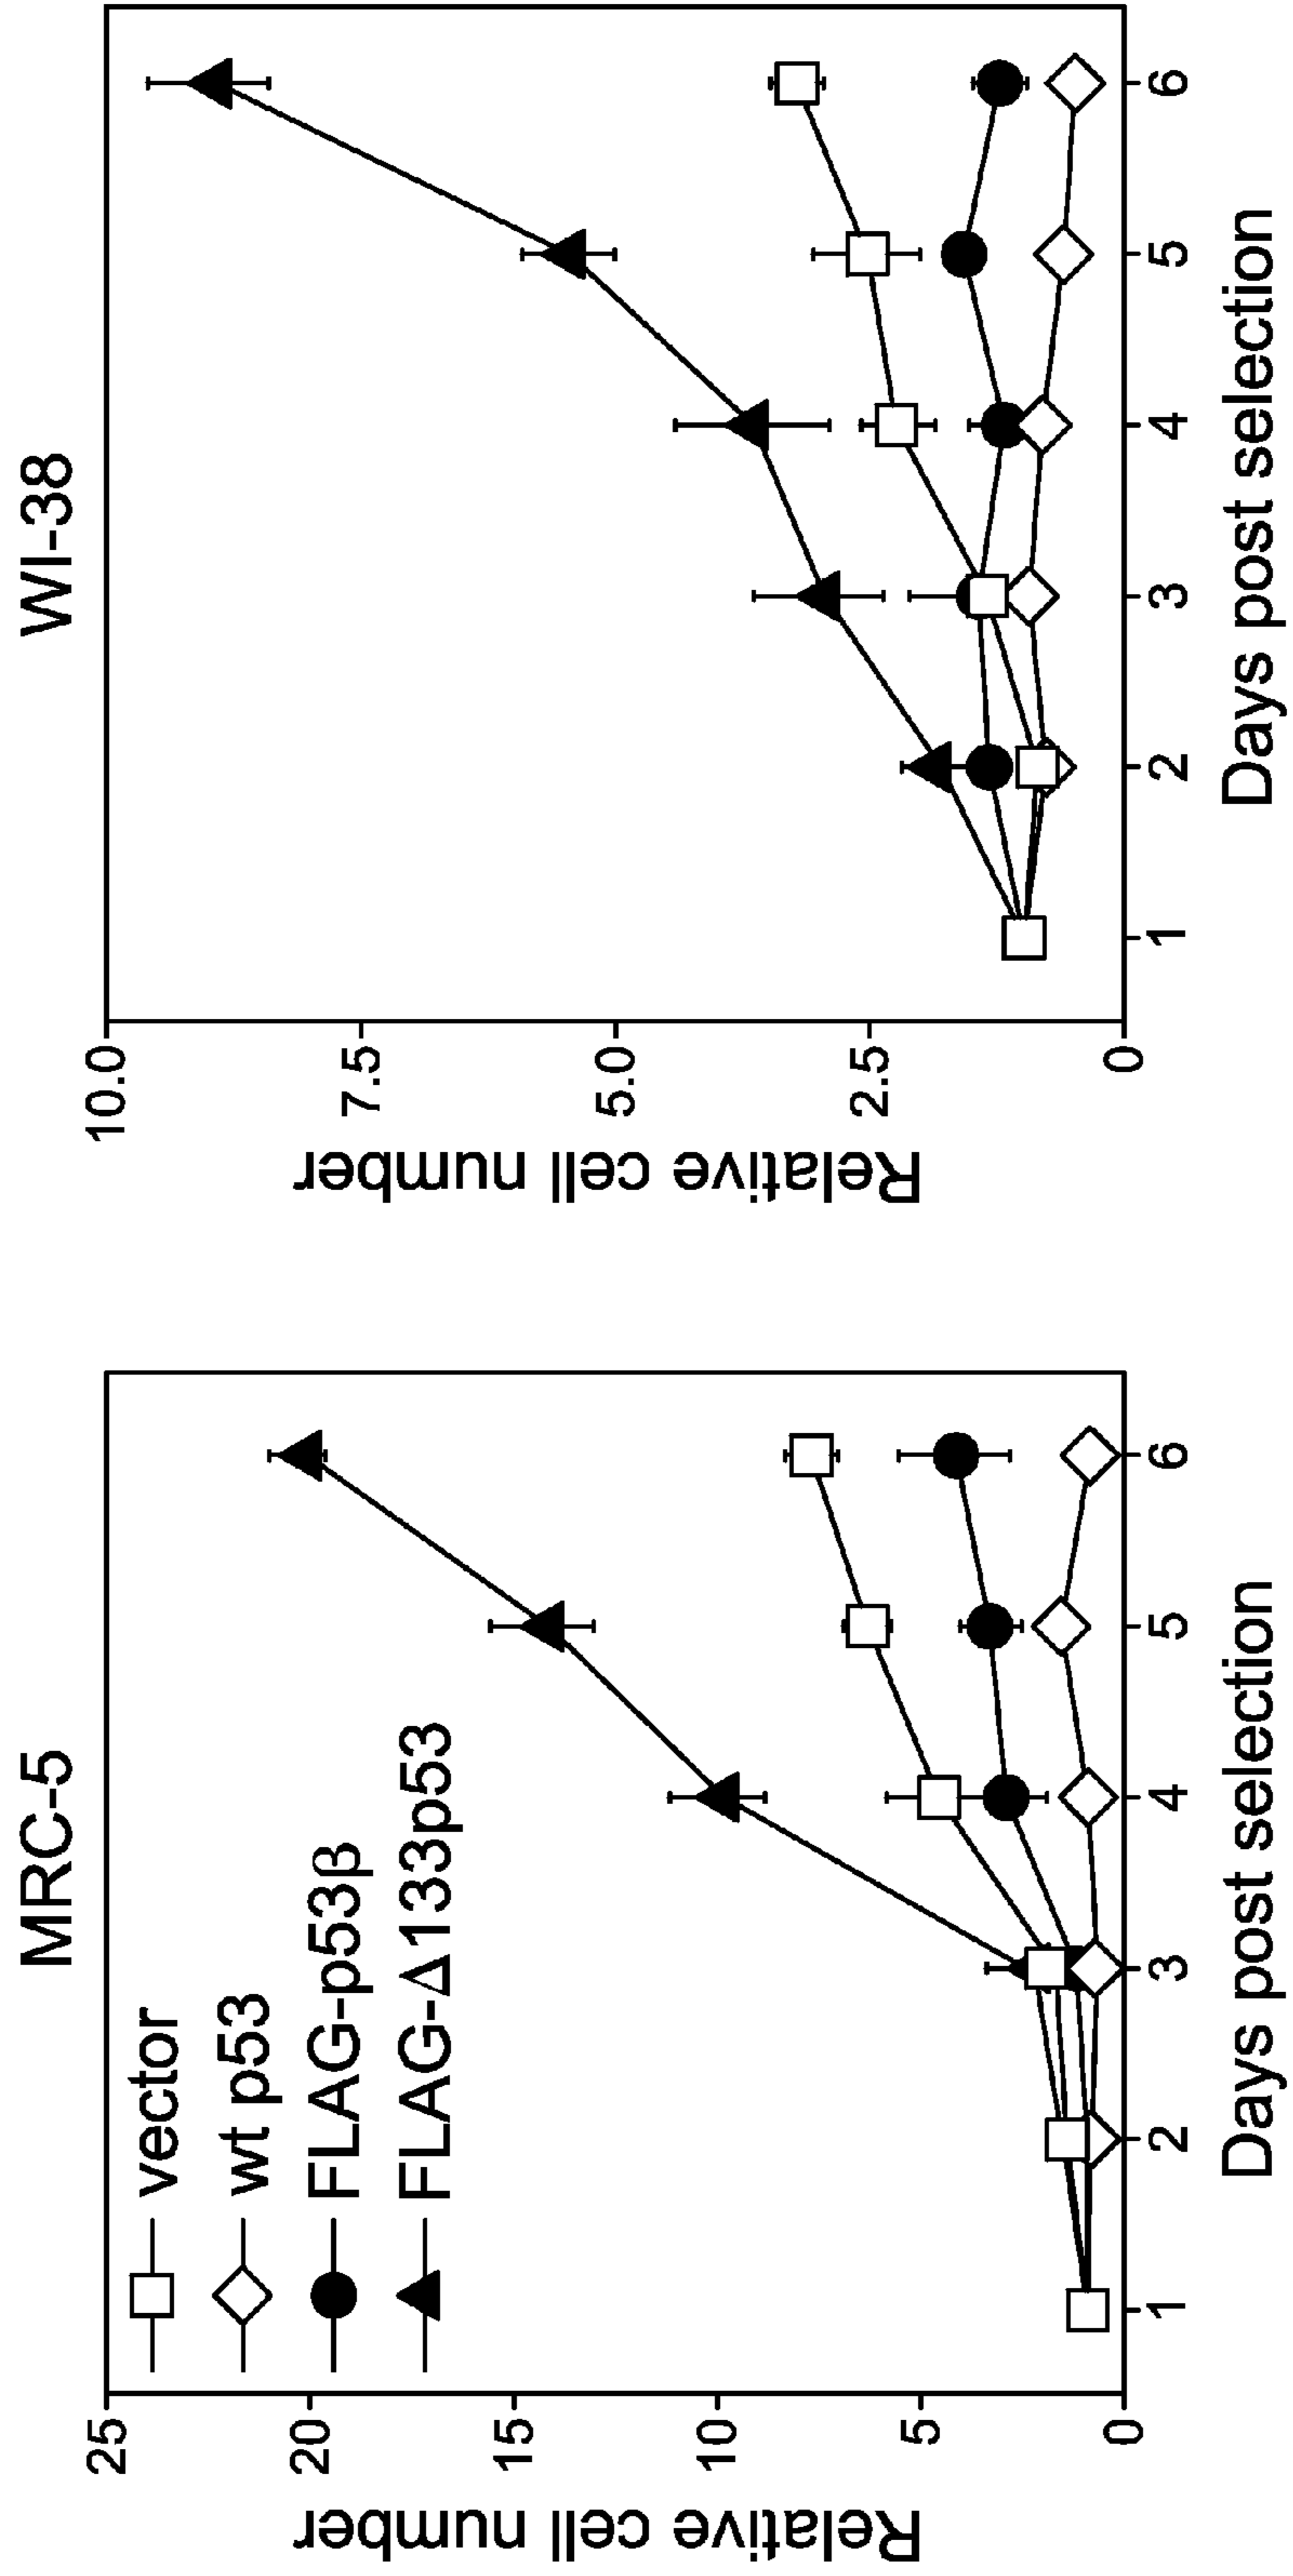 MRC-5
vector
wt p53
FLAG-p53β
FLAG-Δ133p53
Relative cell number
25
20
15
10
5
0
1 2 3 4 5 6
Days post selection
WI-38
Relative cell number
10.0
7.5
5.0
2.5
0
1 2 3 4 5 6
Days post selection